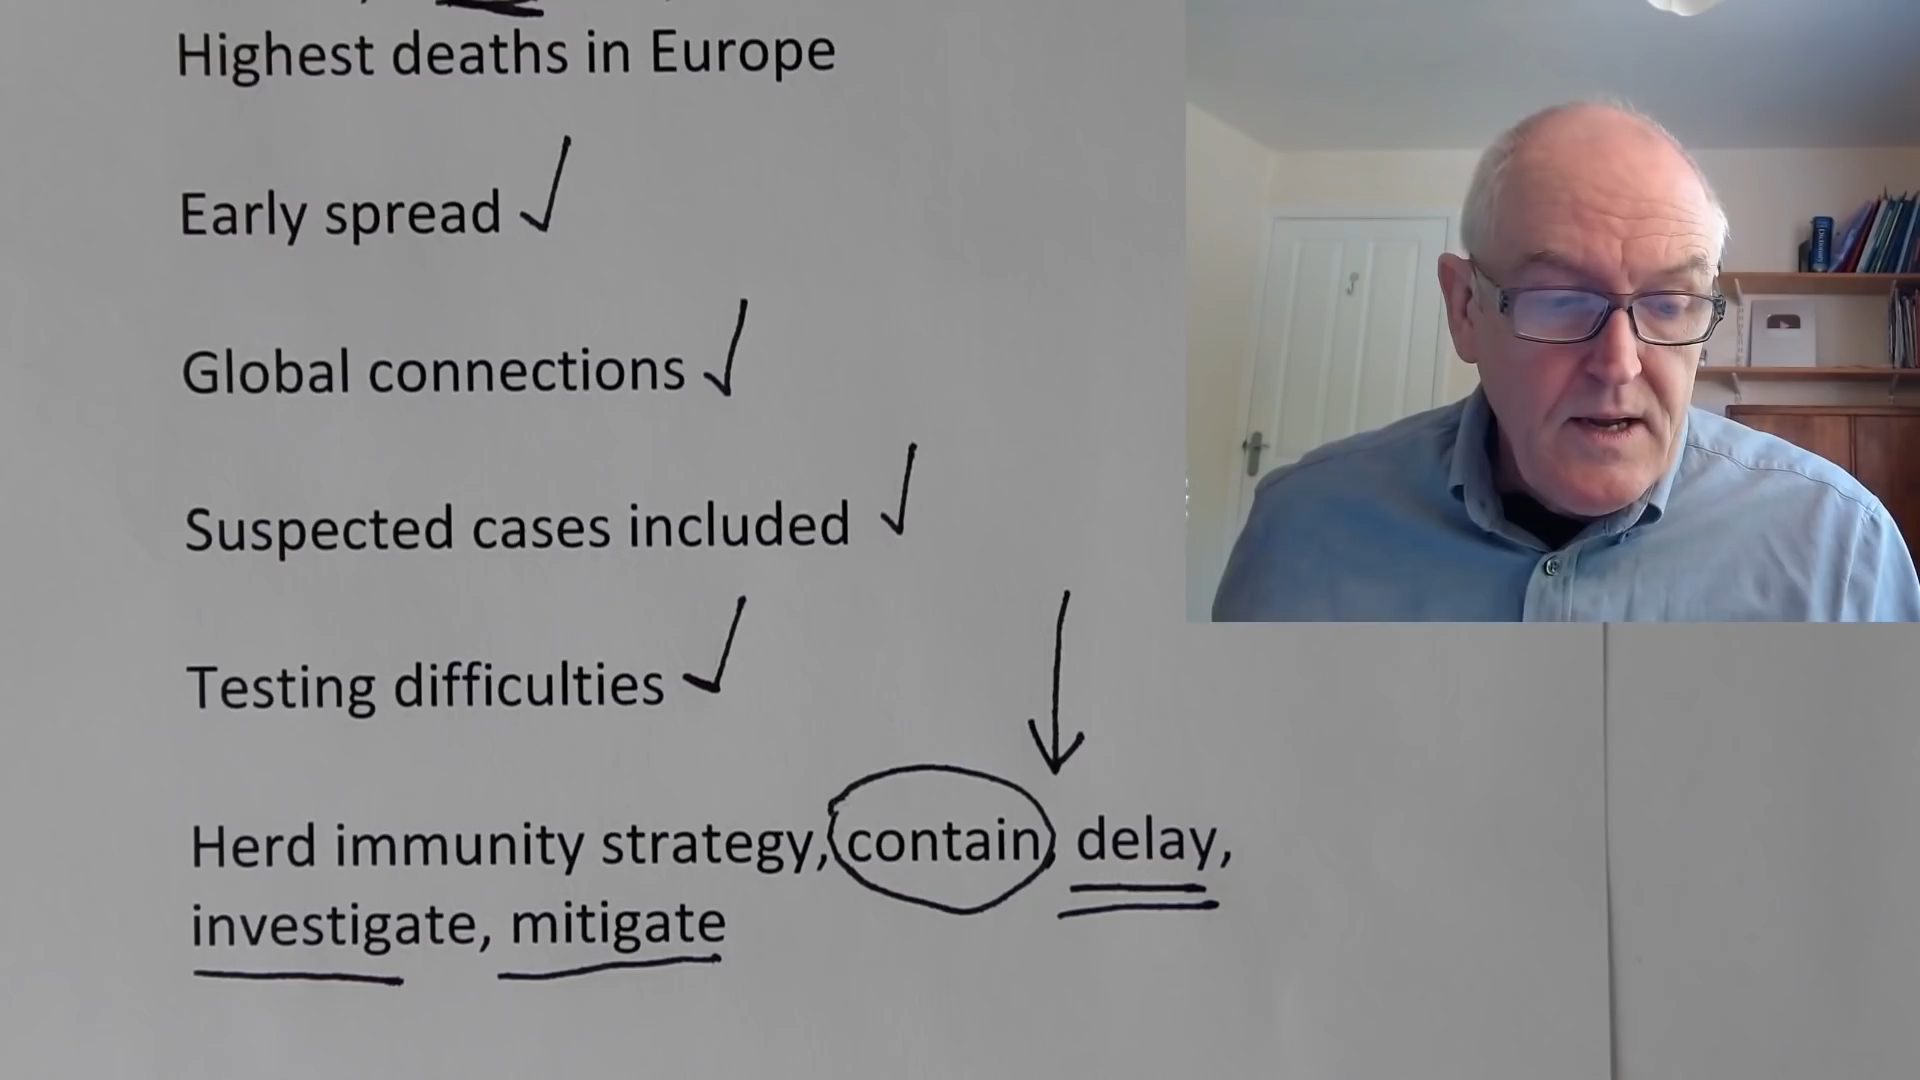 Highest deaths in Europe
Early spread
Global connections
Suspected cases included
Testing difficulties
Herd immunity strategy, contain, delay,
investigate, mitigate